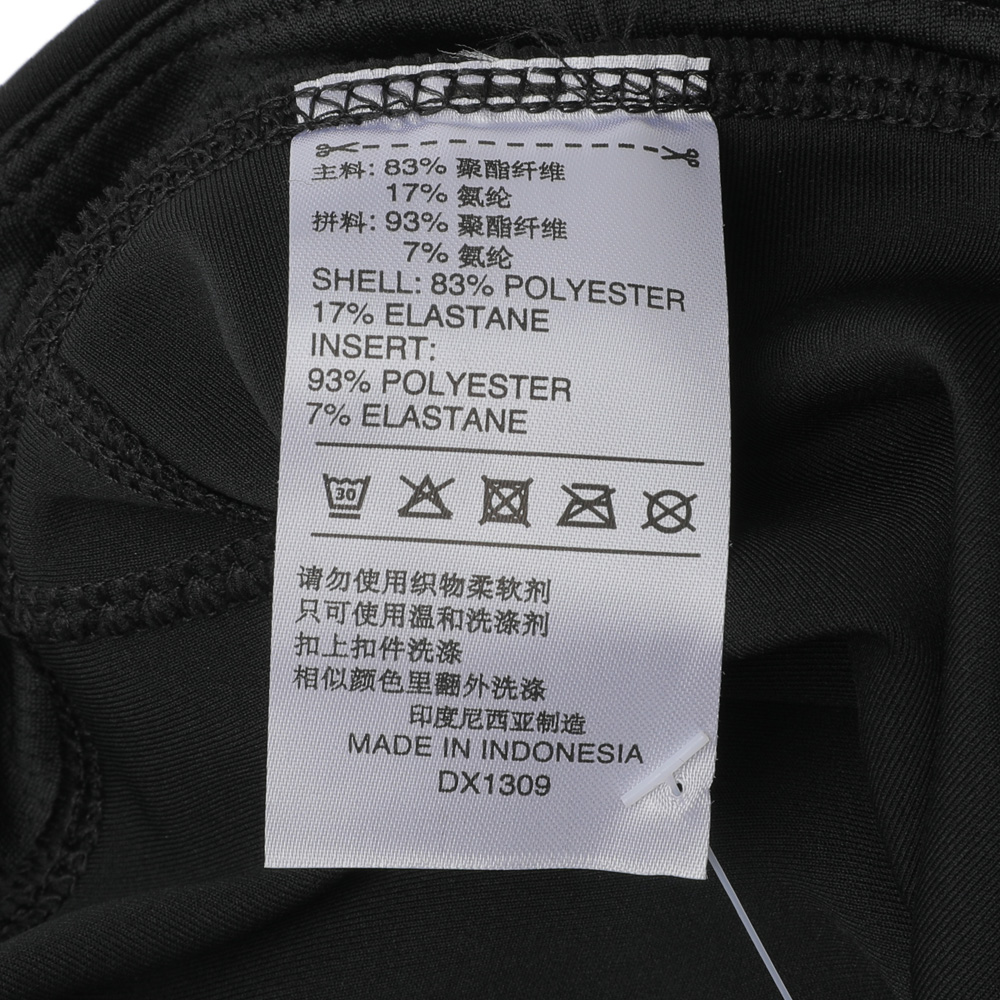 主料: 83% 聚酯纤维
17% 氨纶
拼料: 93% 聚酯纤维
7% 氨纶
SHELL: 83% POLYESTER
17% ELASTANE
INSERT:
93% POLYESTER
7% ELASTANE
30
请勿使用织物柔软剂
只可使用温和洗涤剂
扣上扣件洗涤
相似颜色里翻外洗涤
印度尼西亚制造
MADE IN INDONESIA
DX1309